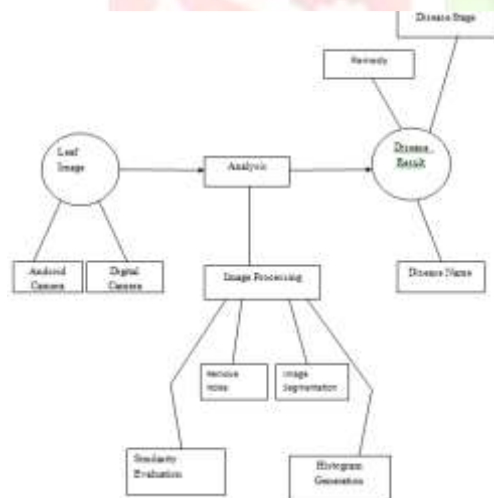 Disease Stage
Remedy
Leaf
Image
Analysis
Disease
Result
Android
Camera
Digital
Camera
Image Processing
Disease Name
Remove
Noise
Image
Segmentation
Similarity
Evaluation
Histogram
Generation